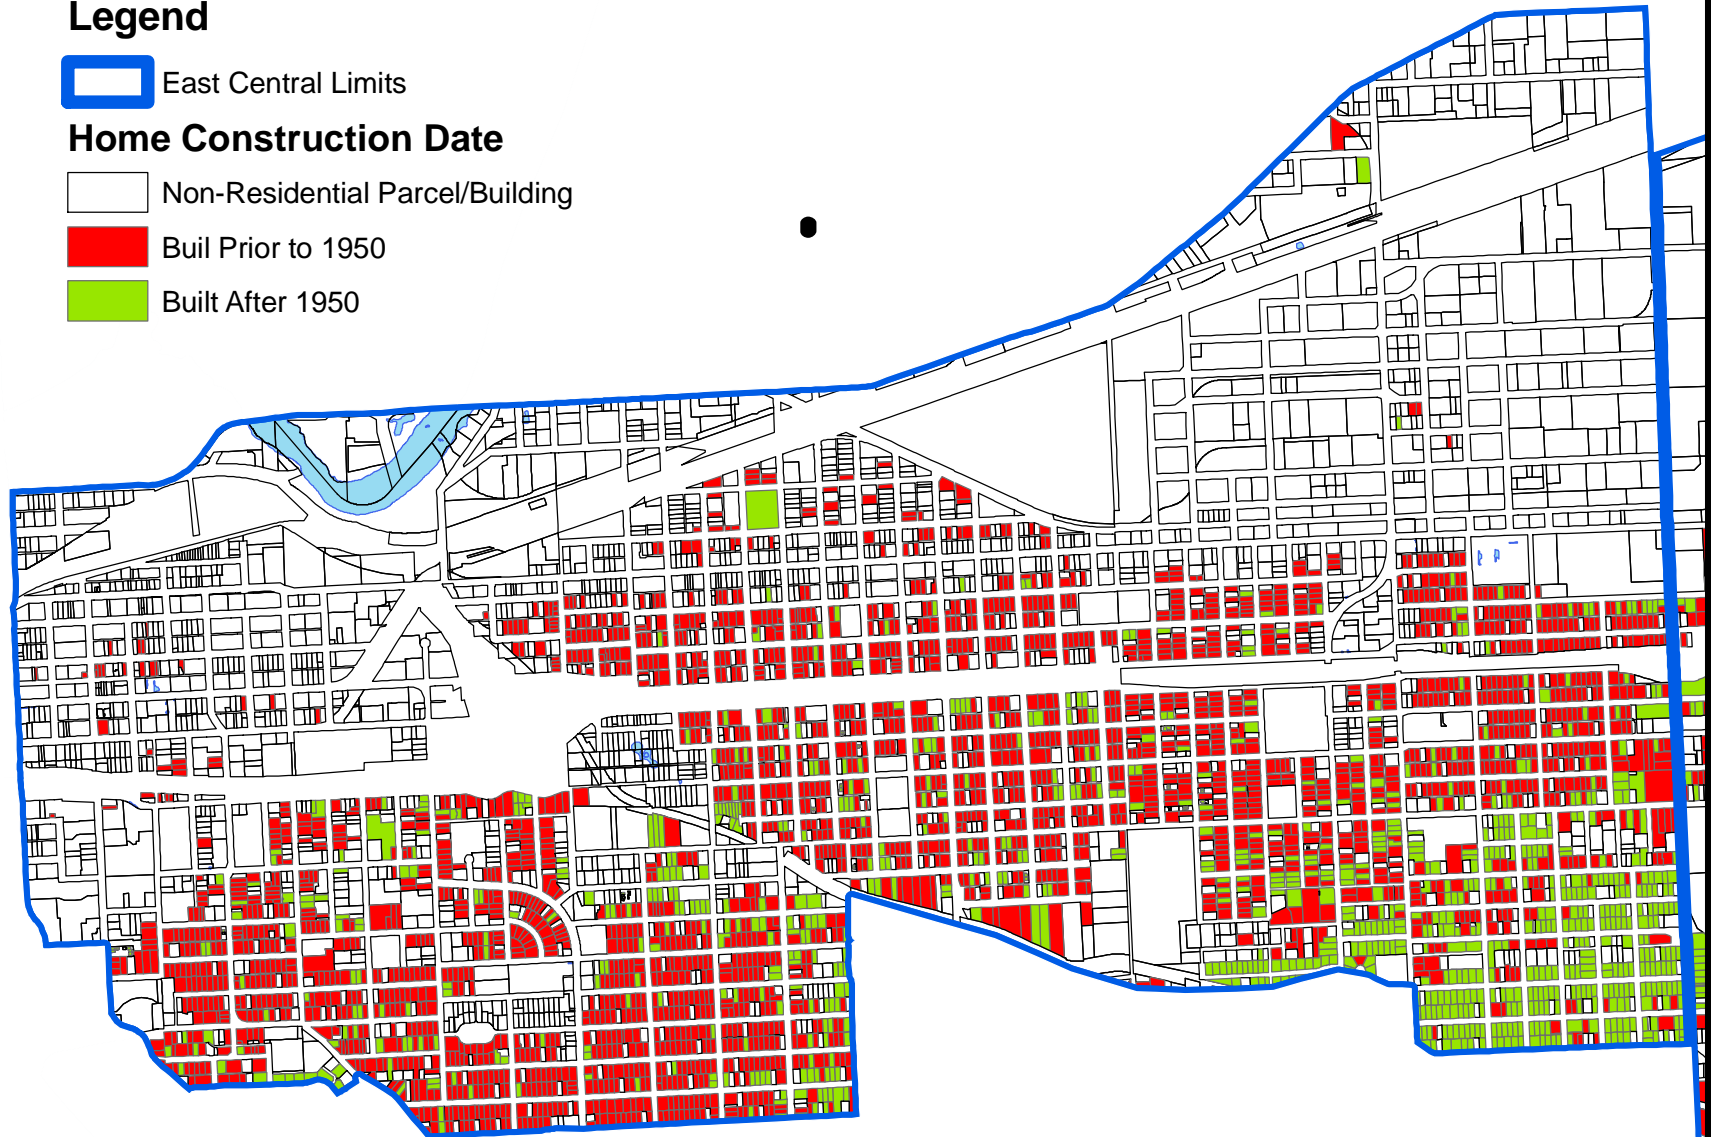 Legend
East Central Limits
Home Construction Date
Non-Residential Parcel/Building
Buil Prior to 1950
Built After 1950